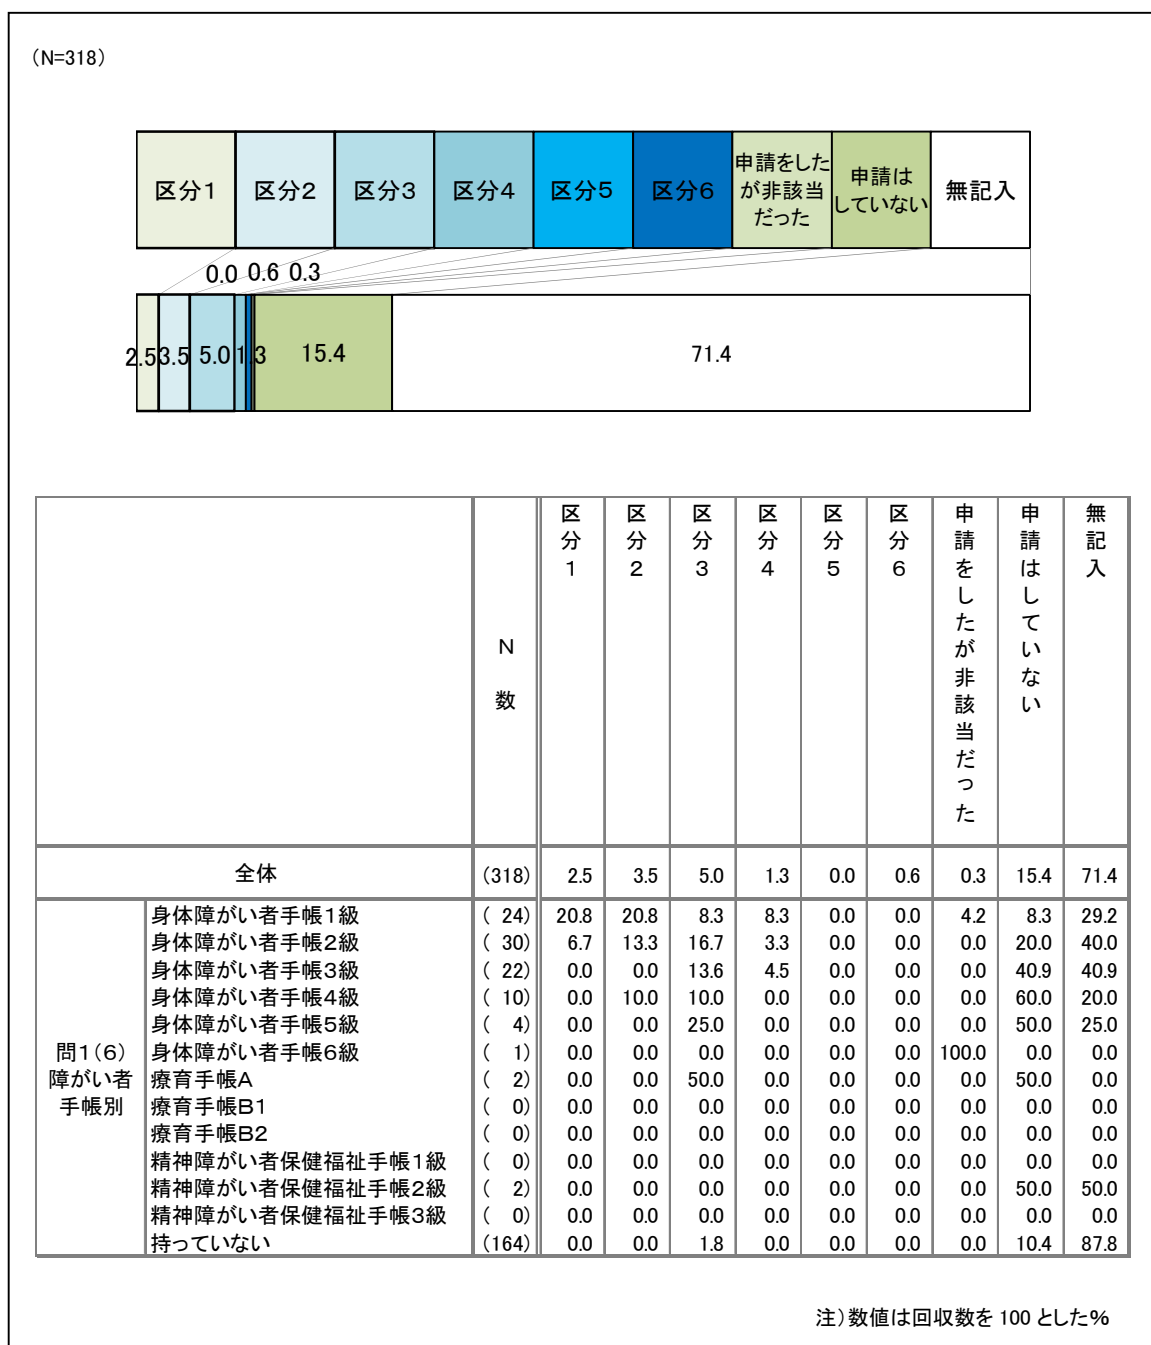 (N=318)
区分1 区分2 区分3 区分4 区分5 区分6 申請をしたが非該当だった 申請はしていない 無記入
0.0 0.6 0.3
2.5 3.5 5.0 1.3 15.4 71.4
N数 区分1 区分2 区分3 区分4 区分5 区分6 申請をしたが非該当だった 申請はしていない 無記入
全体 (318) 2.5 3.5 5.0 1.3 0.0 0.6 0.3 15.4 71.4
問1(6)障がい者手帳別
身体障がい者手帳1級 ( 24) 20.8 20.8 8.3 8.3 0.0 0.0 4.2 8.3 29.2
身体障がい者手帳2級 ( 30) 6.7 13.3 16.7 3.3 0.0 0.0 0.0 20.0 40.0
身体障がい者手帳3級 ( 22) 0.0 0.0 13.6 4.5 0.0 0.0 0.0 40.9 40.9
身体障がい者手帳4級 ( 10) 0.0 10.0 10.0 0.0 0.0 0.0 0.0 60.0 20.0
身体障がい者手帳5級 ( 4) 0.0 0.0 25.0 0.0 0.0 0.0 0.0 50.0 25.0
身体障がい者手帳6級 ( 1) 0.0 0.0 0.0 0.0 0.0 0.0 100.0 0.0 0.0
療育手帳A ( 2) 0.0 0.0 50.0 0.0 0.0 0.0 0.0 50.0 0.0
療育手帳B1 ( 0) 0.0 0.0 0.0 0.0 0.0 0.0 0.0 0.0 0.0
療育手帳B2 ( 0) 0.0 0.0 0.0 0.0 0.0 0.0 0.0 0.0 0.0
精神障がい者保健福祉手帳1級 ( 0) 0.0 0.0 0.0 0.0 0.0 0.0 0.0 0.0 0.0
精神障がい者保健福祉手帳2級 ( 2) 0.0 0.0 0.0 0.0 0.0 0.0 0.0 50.0 50.0
精神障がい者保健福祉手帳3級 ( 0) 0.0 0.0 0.0 0.0 0.0 0.0 0.0 0.0 0.0
持っていない (164) 0.0 0.0 1.8 0.0 0.0 0.0 0.0 10.4 87.8
注)数値は回収数を 100 とした%